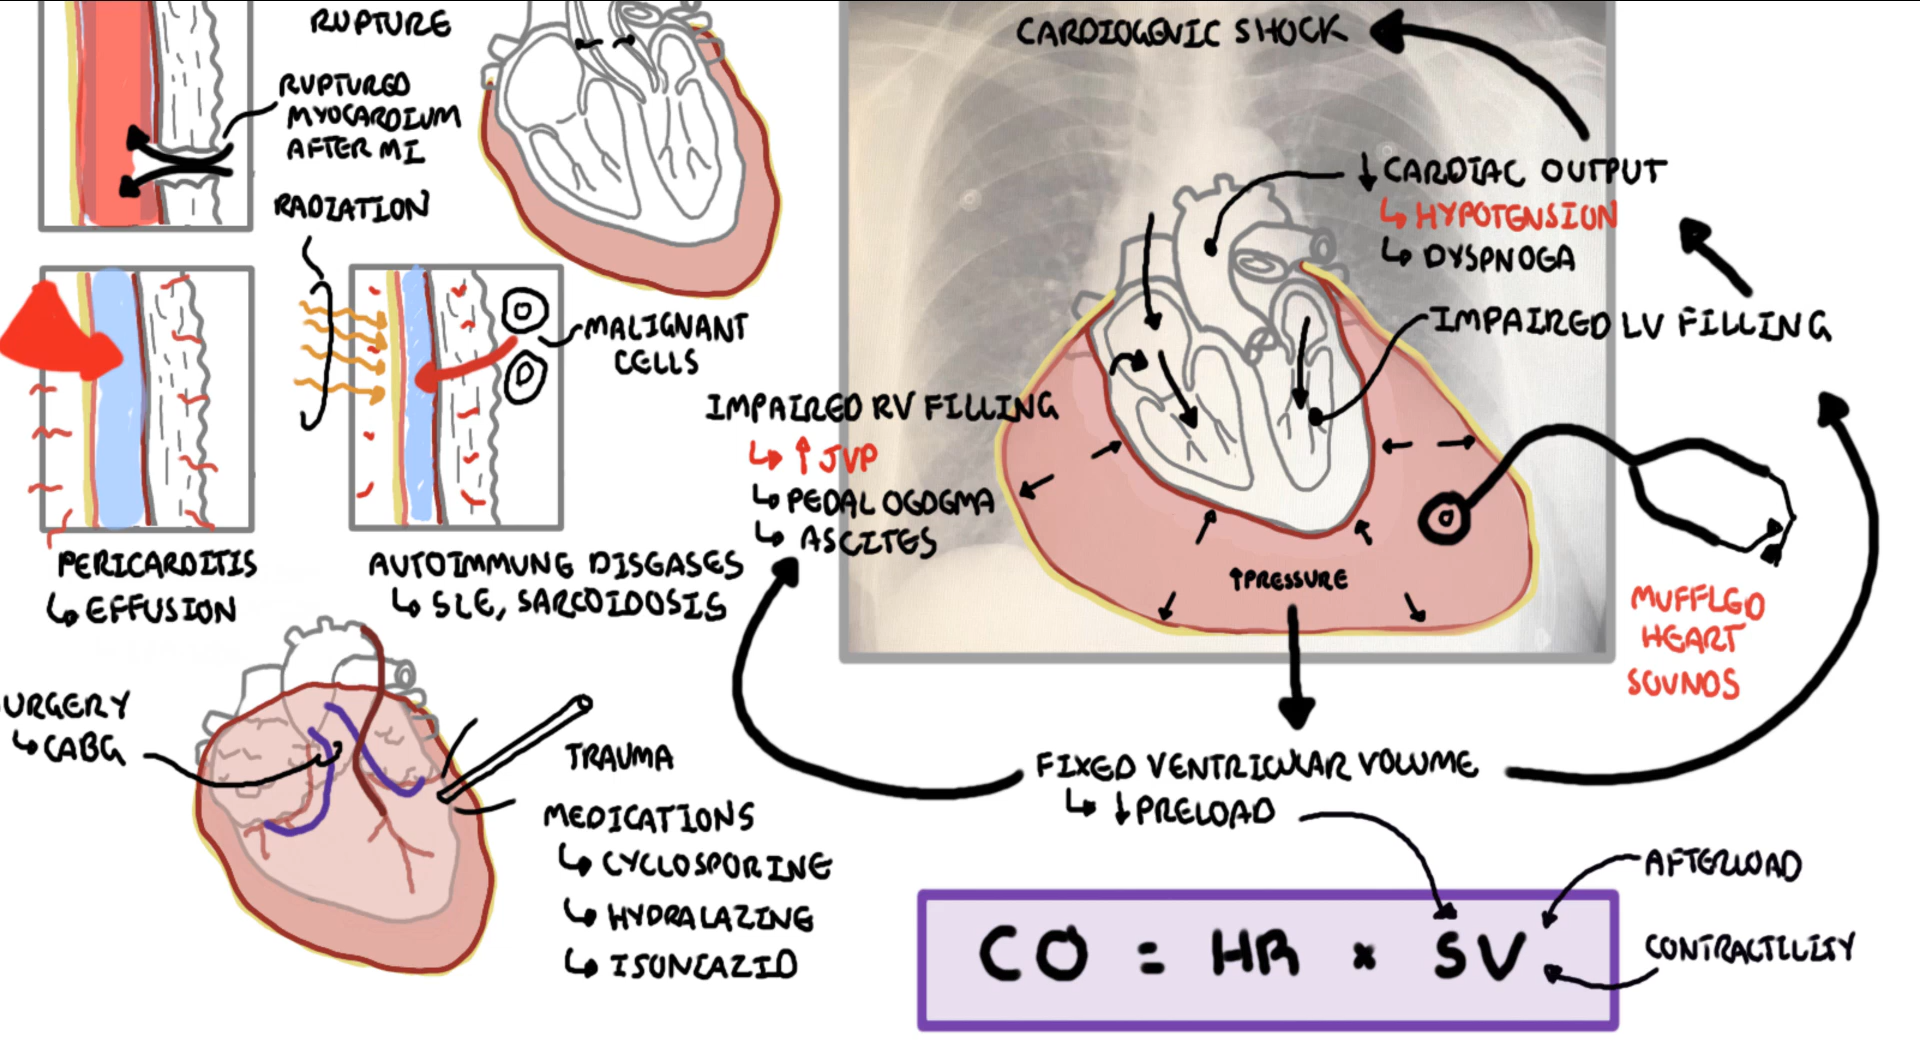 RUPTURE
RUPTURED
MYOCARDIUM
AFTER MI
RADIATION
MALIGNANT
CELLS
PERICARDITIS
↳ EFFUSION
AUTOIMMUNE DISEASES
↳ SLE, SARCOIDOSIS
URGERY
↳ CABG
TRAUMA
MEDICATIONS
↳ CYCLOSPORINE
↳ HYDRALAZINE
↳ ISONIAZID
CARDIOGENIC SHOCK
↓ CARDIAC OUTPUT
↳ HYPOTENSION
↳ DYSPNOEA
IMPAIRED LV FILLING
IMPAIRED RV FILLING
↳ ↑ JVP
↳ PEDAL OEDEMA
↳ ASCITES
↑PRESSURE
MUFFLED
HEART
SOUNDS
FIXED VENTRICULAR VOLUME
↳ ↓PRELOAD
AFTERLOAD
CO = HR × SV
CONTRACTILITY